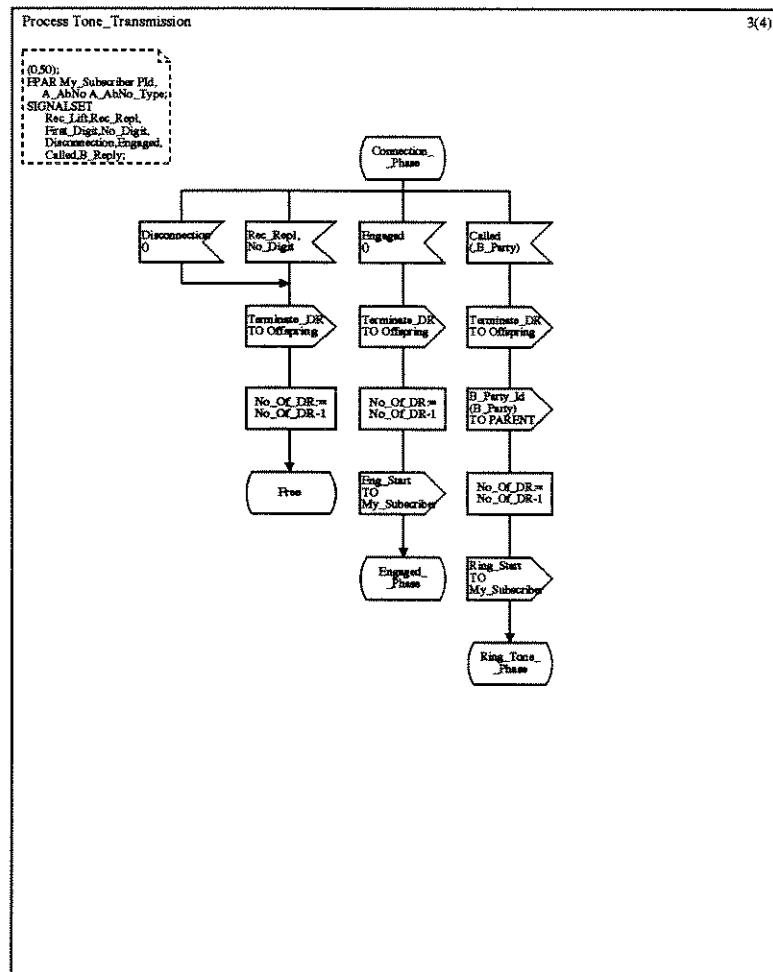 Process Tone_Transmission
3(4)
(0,50);
FPAR My_Subscriber PId,
A_AbNo A_AbNo_Type;
SIGNALSET
Rec_Lift,Rec_Repl,
First_Digit,No_Digit,
Disconnection,Engaged,
Called,B_Reply;
Connection_
_Phase
Disconnection
()
Rec_Repl,
No_Digit
Engaged
()
Called
(,B_Party)
Terminate_DR
TO Offspring
Terminate_DR
TO Offspring
Terminate_DR
TO Offspring
No_Of_DR:=
No_Of_DR-1
No_Of_DR:=
No_Of_DR-1
B_Party_Id
(B_Party)
TO PARENT
Free
Eng_Start
TO
My_Subscriber
No_Of_DR:=
No_Of_DR-1
Engaged_
_Phase
Ring_Start
TO
My_Subscriber
Ring_Tone_
_Phase